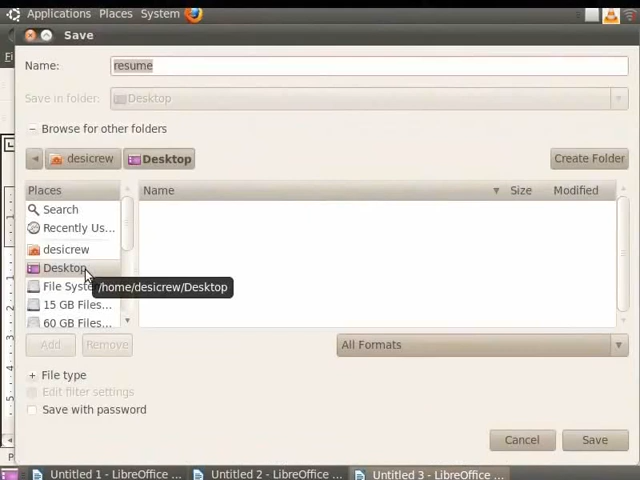 Applications Places System
Save
Name: resume
Save in folder: Desktop
Browse for other folders
desicrew Desktop Create Folder
Places Name Size Modified
Search
Recently Us...
desicrew
Desktop
File Syste
/home/desicrew/Desktop
15 GB Files...
60 GB Files...
Add Remove All Formats
File type
Edit filter settings
Save with password
Cancel Save
Untitled 1 - LibreOffice ... Untitled 2 - LibreOffice ... Untitled 3 - LibreOffice ...